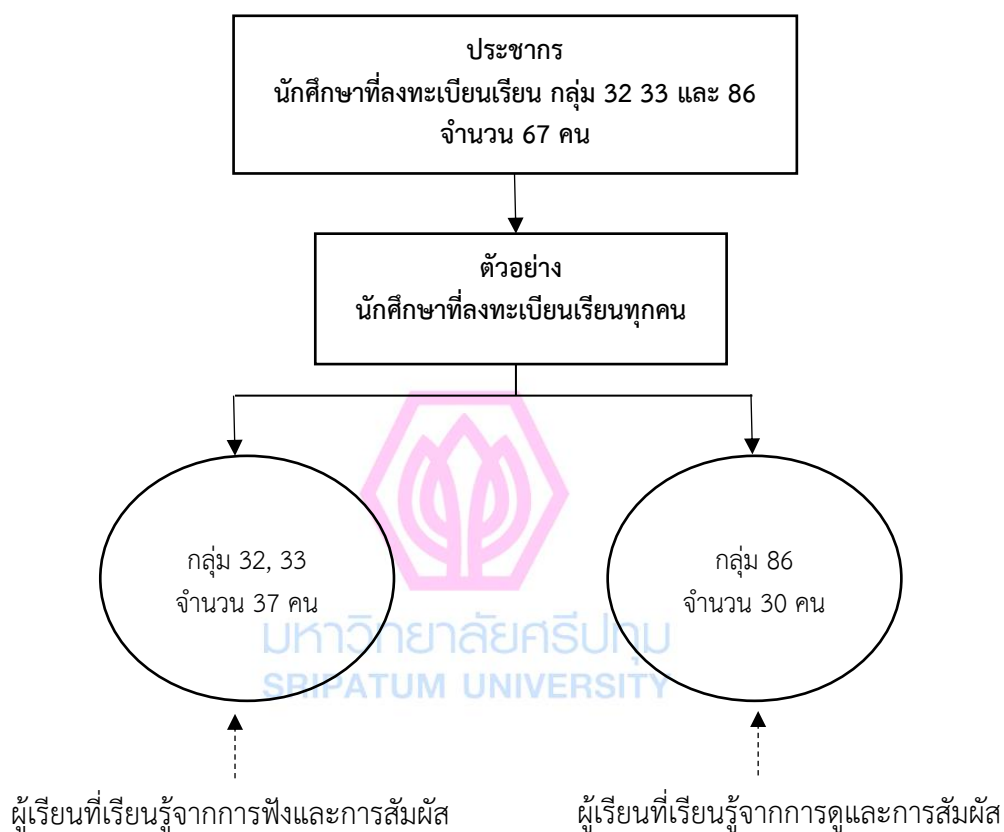 ประชากร
นักศึกษาที่ลงทะเบียนเรียน กลุ่ม 32 33 และ 86
จำนวน 67 คน
ตัวอย่าง
นักศึกษาที่ลงทะเบียนเรียนทุกคน
กลุ่ม 32, 33
จำนวน 37 คน
กลุ่ม 86
จำนวน 30 คน
มหาวิทยาลัยศรีปทุม
SRIPATUM UNIVERSITY
ผู้เรียนที่เรียนรู้จากการฟังและการสัมผัส
ผู้เรียนที่เรียนรู้จากการดูและการสัมผัส